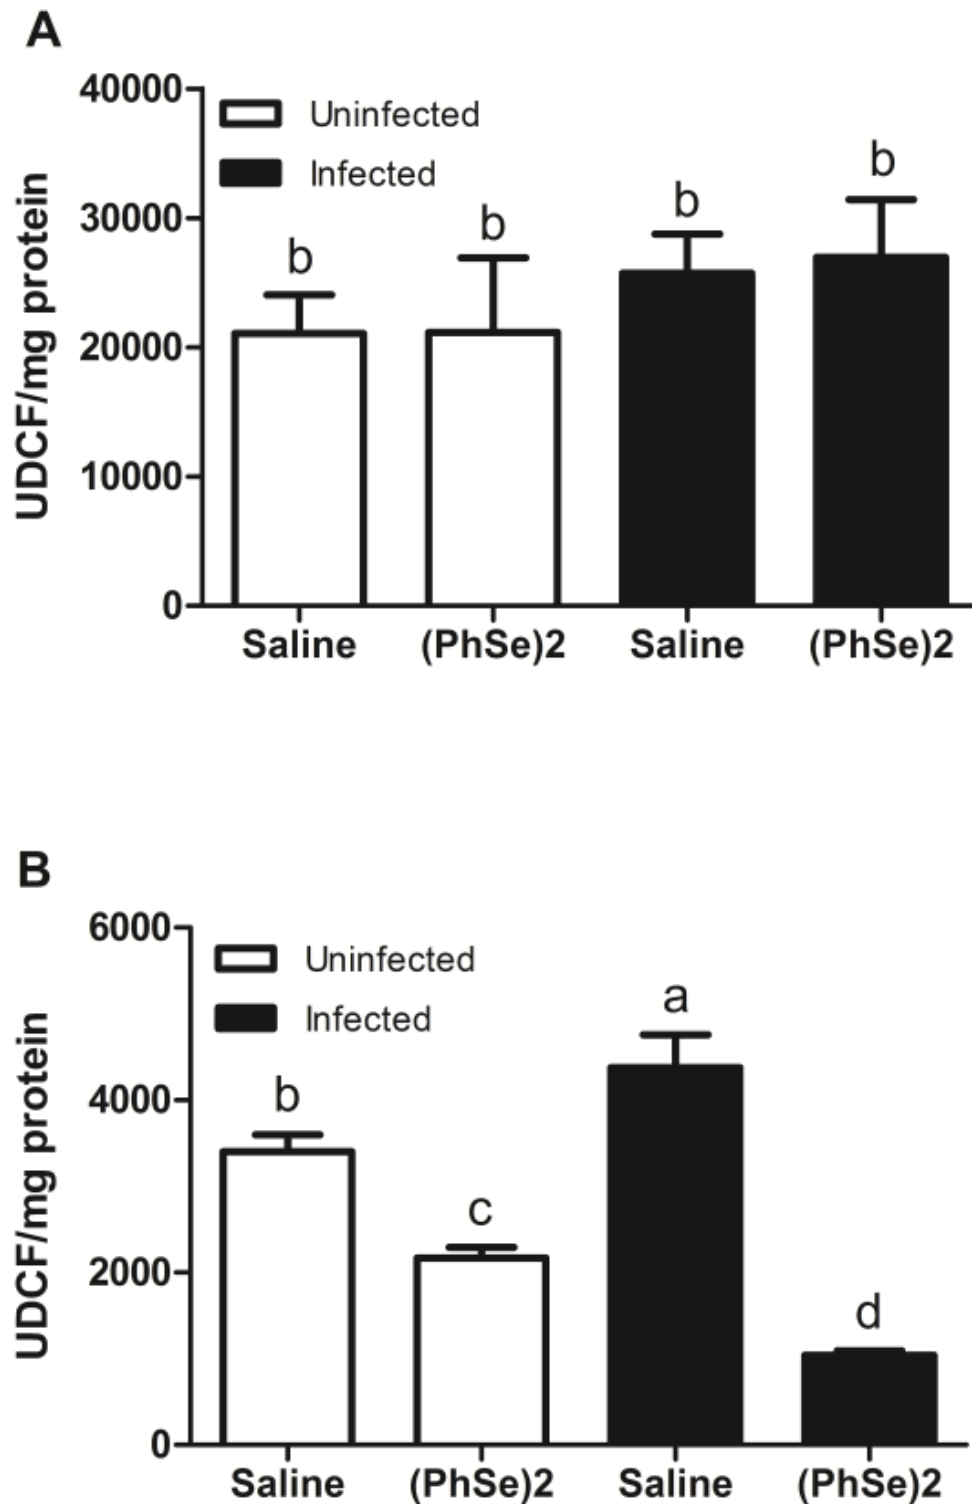 A
40000
Uninfected
Infected
b
b
b
b
30000
20000
10000
0
UDCF/mg protein
Saline (PhSe)2 Saline (PhSe)2
B
6000
Uninfected
Infected
a
b
4000
c
2000
d
0
UDCF/mg protein
Saline (PhSe)2 Saline (PhSe)2